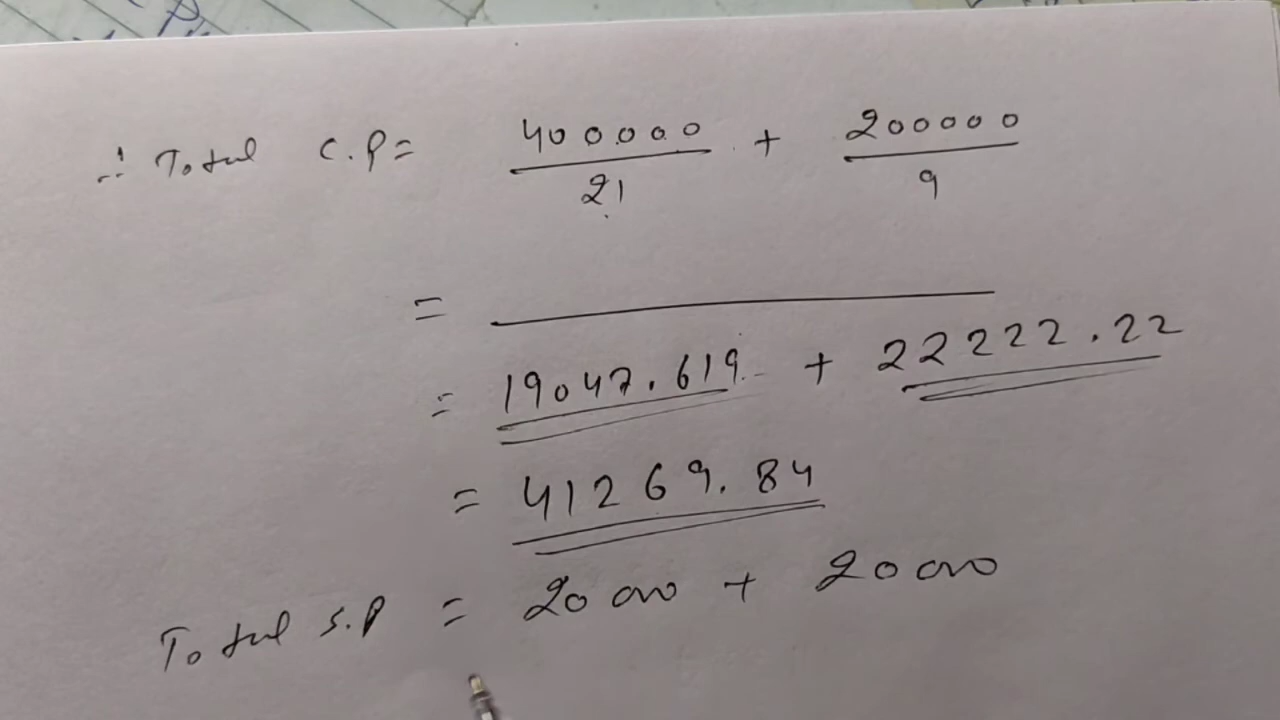 ∴ Total C.P = 400000/21 + 200000/9
=
= 19047.619 + 22222.22
= 41269.84
Total S.P = 20000 + 20000